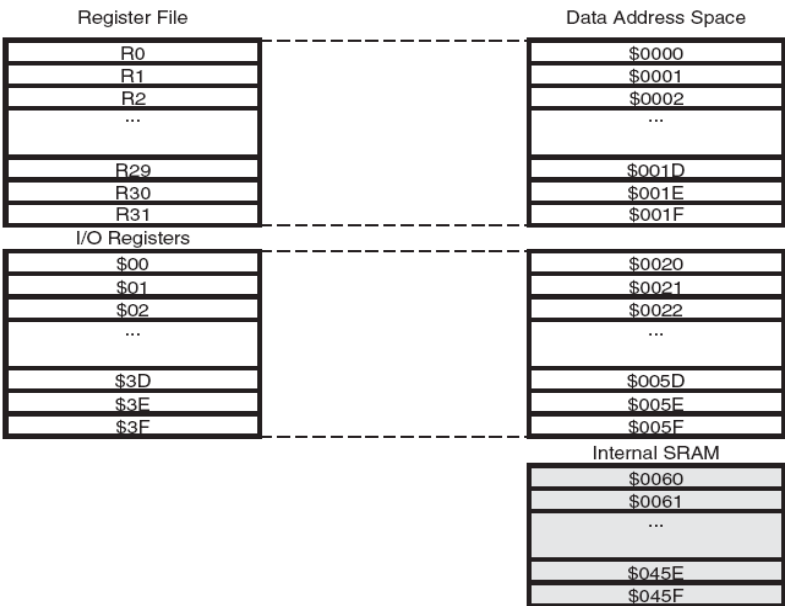 Register File
Data Address Space
R0
$0000
R1
$0001
R2
$0002
...
...
R29
$001D
R30
$001E
R31
$001F
I/O Registers
$00
$0020
$01
$0021
$02
$0022
...
...
$3D
$005D
$3E
$005E
$3F
$005F
Internal SRAM
$0060
$0061
...
$045E
$045F